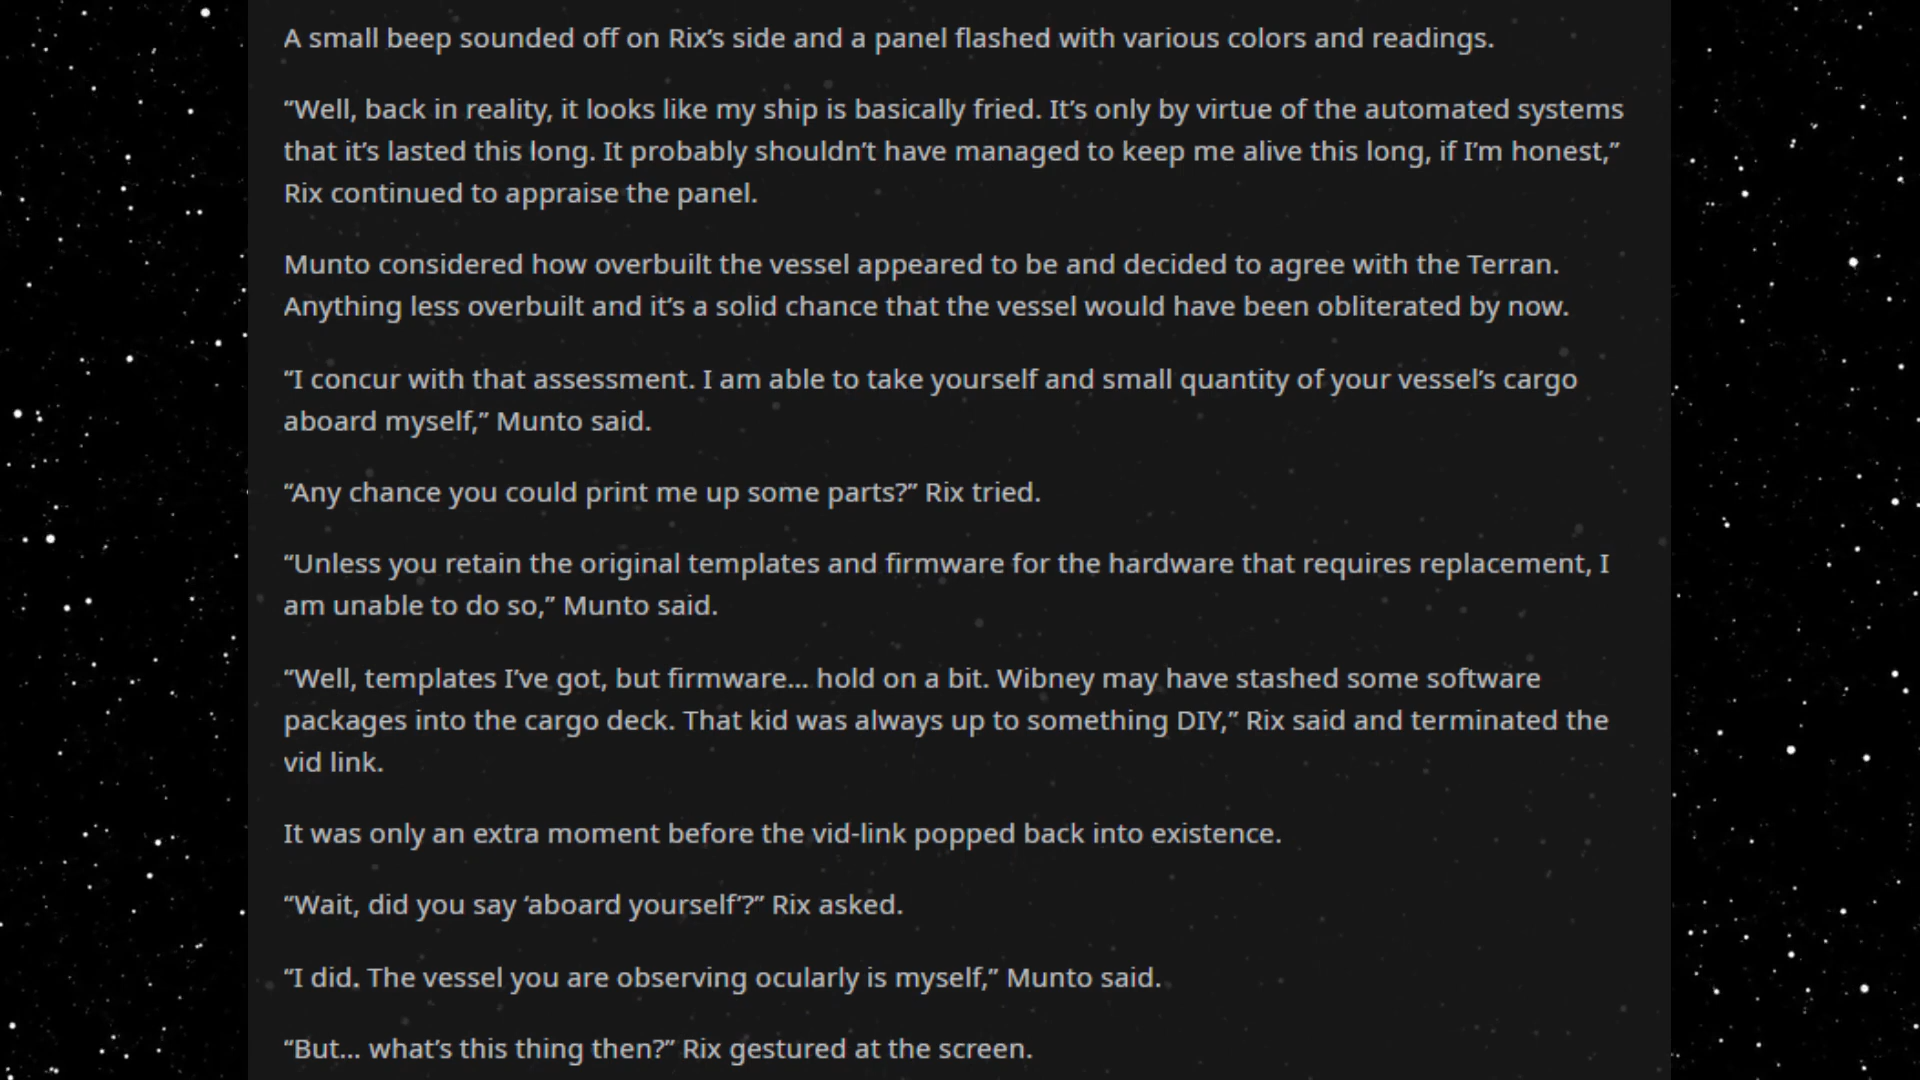 A small beep sounded off on Rix’s side and a panel flashed with various colors and readings.
“Well, back in reality, it looks like my ship is basically fried. It’s only by virtue of the automated systems
that it’s lasted this long. It probably shouldn’t have managed to keep me alive this long, if I’m honest,”
Rix continued to appraise the panel.
Munto considered how overbuilt the vessel appeared to be and decided to agree with the Terran.
Anything less overbuilt and it’s a solid chance that the vessel would have been obliterated by now.
“I concur with that assessment. I am able to take yourself and small quantity of your vessel’s cargo
aboard myself,” Munto said.
“Any chance you could print me up some parts?” Rix tried.
“Unless you retain the original templates and firmware for the hardware that requires replacement, I
am unable to do so,” Munto said.
“Well, templates I’ve got, but firmware… hold on a bit. Wibney may have stashed some software
packages into the cargo deck. That kid was always up to something DIY,” Rix said and terminated the
vid link.
It was only an extra moment before the vid-link popped back into existence.
“Wait, did you say ‘aboard yourself’?” Rix asked.
“I did. The vessel you are observing ocularly is myself,” Munto said.
“But… what’s this thing then?” Rix gestured at the screen.